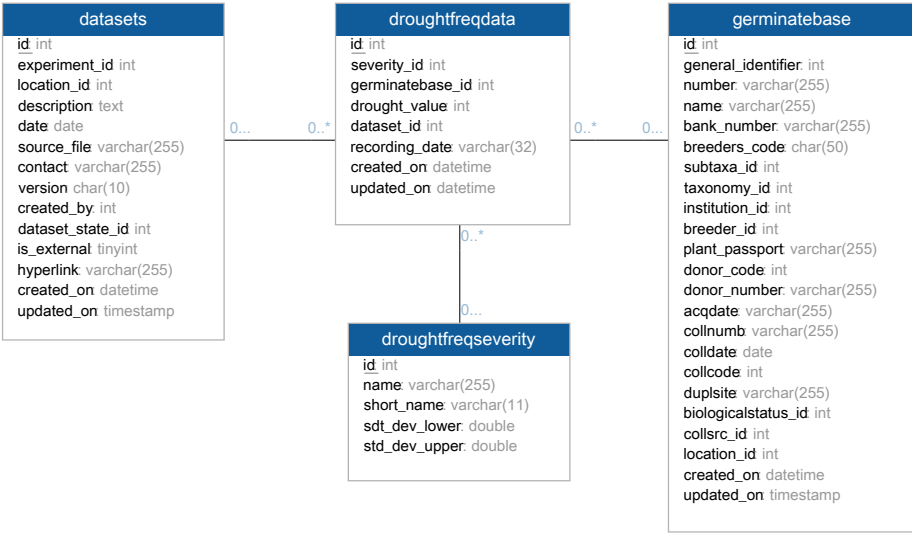 datasets
id: int
experiment_id: int
location_id: int
description: text
date: date
source_file: varchar(255)
contact: varchar(255)
version: char(10)
created_by: int
dataset_state_id: int
is_external: tinyint
hyperlink: varchar(255)
created_on: datetime
updated_on: timestamp
0...
0..*
droughtfreqdata
id: int
severity_id: int
germinatebase_id: int
drought_value: int
dataset_id: int
recording_date: varchar(32)
created_on: datetime
updated_on: datetime
0..*
0...
0..*
0...
droughtfreqseverity
id: int
name: varchar(255)
short_name: varchar(11)
sdt_dev_lower: double
std_dev_upper: double
germinatebase
id: int
general_identifier: int
number: varchar(255)
name: varchar(255)
bank_number: varchar(255)
breeders_code: char(50)
subtaxa_id: int
taxonomy_id: int
institution_id: int
breeder_id: int
plant_passport: varchar(255)
donor_code: int
donor_number: varchar(255)
acqdate: varchar(255)
collnumb: varchar(255)
colldate: date
collcode: int
duplsite: varchar(255)
biologicalstatus_id: int
collsrc_id: int
location_id: int
created_on: datetime
updated_on: timestamp